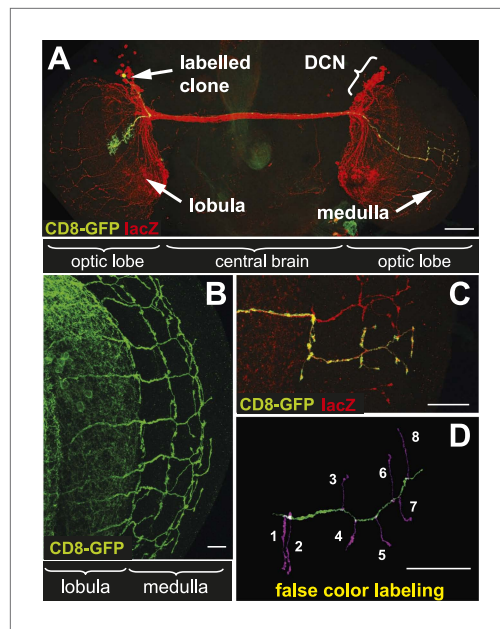 A
labelled
clone
DCN
lobula
medulla
CD8-GFP lacZ
optic lobe
central brain
optic lobe
B
CD8-GFP
lobula
medulla
C
CD8-GFP lacZ
D
1
2
3
4
5
6
7
8
false color labeling